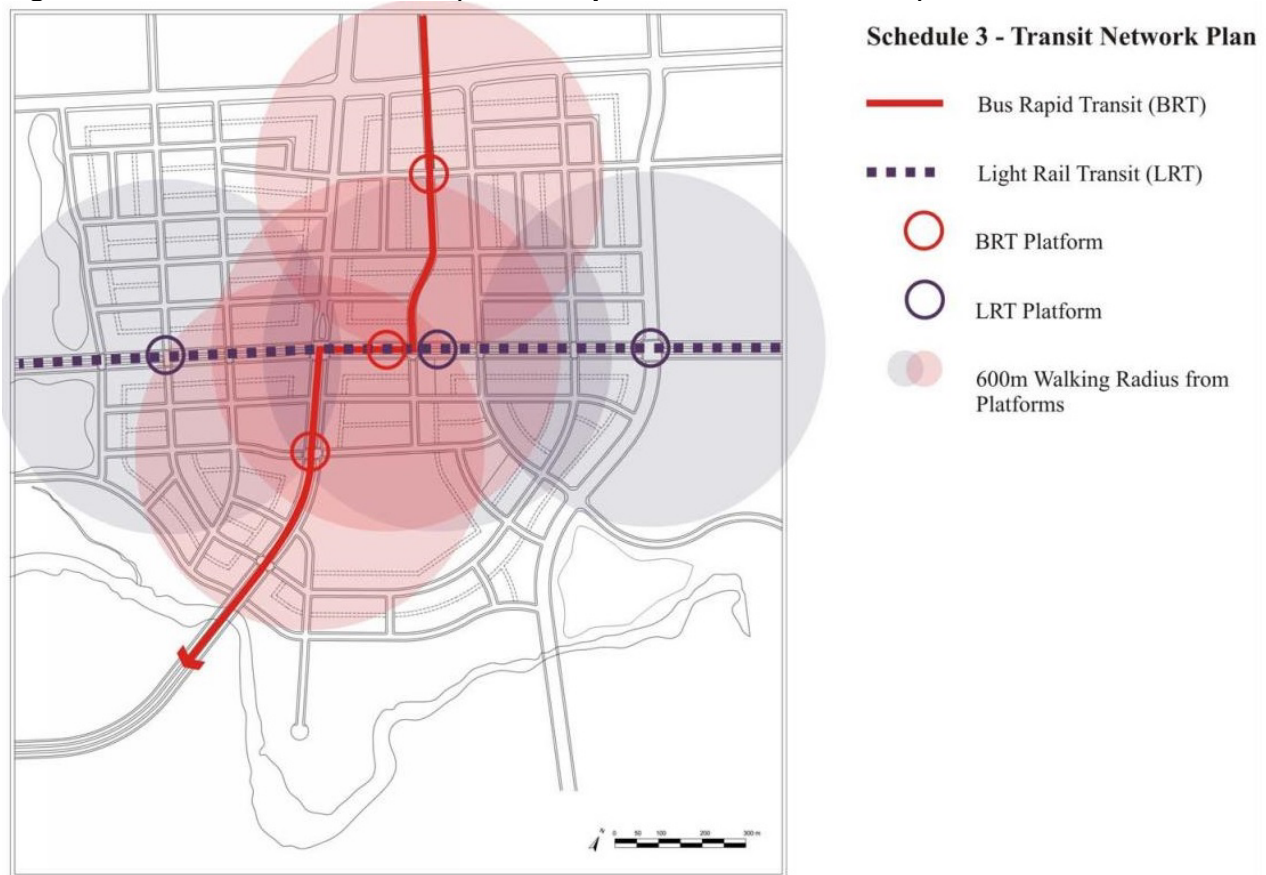 Schedule 3 - Transit Network Plan
Bus Rapid Transit (BRT)
Light Rail Transit (LRT)
BRT Platform
LRT Platform
600m Walking Radius from
Platforms
N 0 50 100 200 300 m